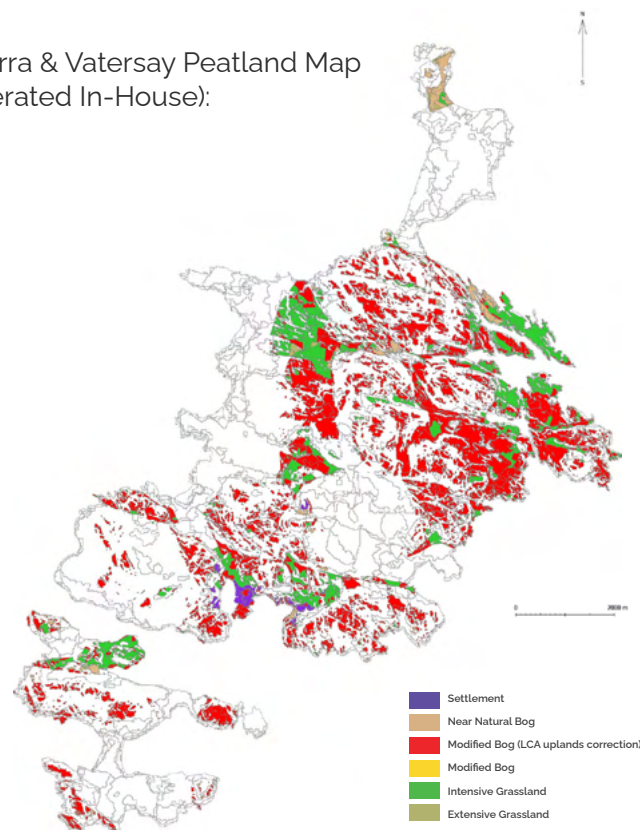 rra & Vatersay Peatland Map
erated In-House):
N
S
0
Settlement
Near Natural Bog
Modified Bog (LCA uplands correction)
Modified Bog
Intensive Grassland
Extensive Grassland